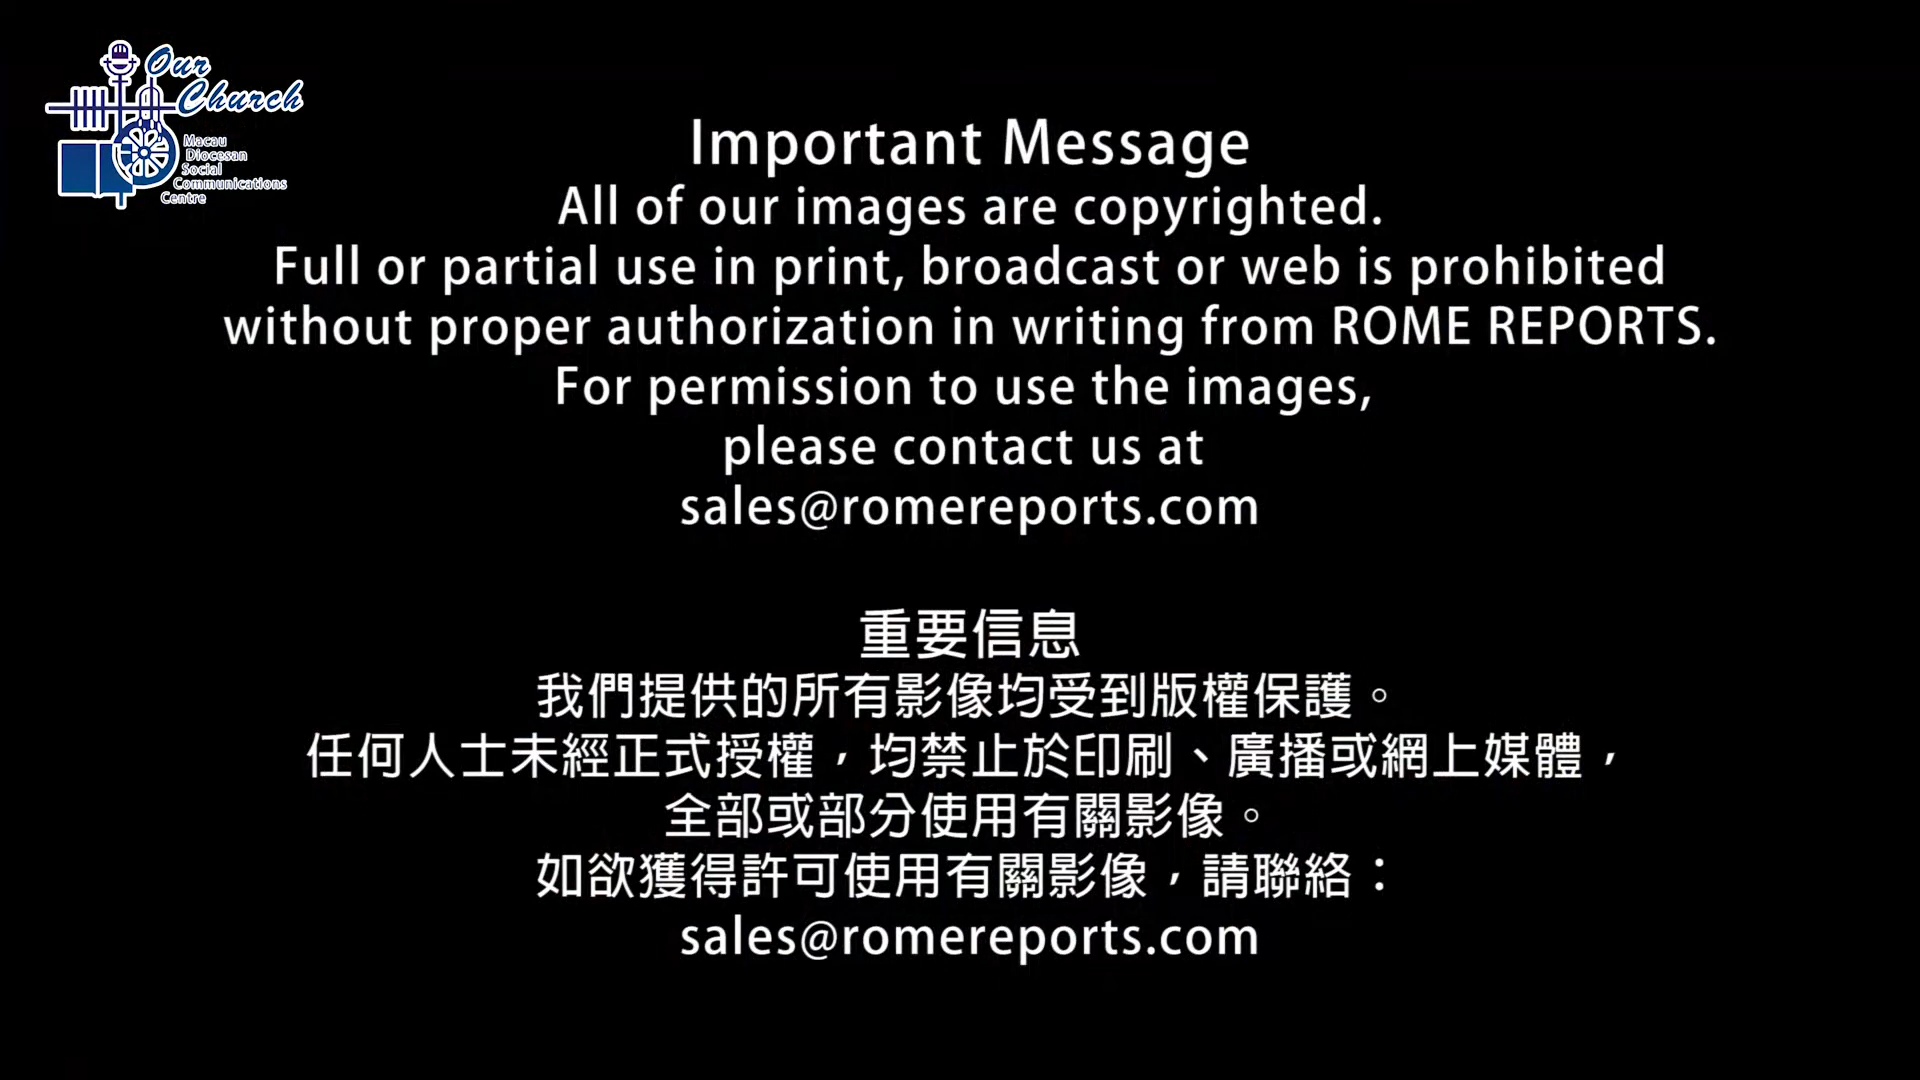 Our
Church
Macau
Diocesan
Social
Communications
Centre
Important Message
All of our images are copyrighted.
Full or partial use in print, broadcast or web is prohibited
without proper authorization in writing from ROME REPORTS.
For permission to use the images,
please contact us at
sales@romereports.com
重要信息
我們提供的所有影像均受到版權保護。
任何人士未經正式授權，均禁止於印刷、廣播或網上媒體，
全部或部分使用有關影像。
如欲獲得許可使用有關影像，請聯絡：
sales@romereports.com